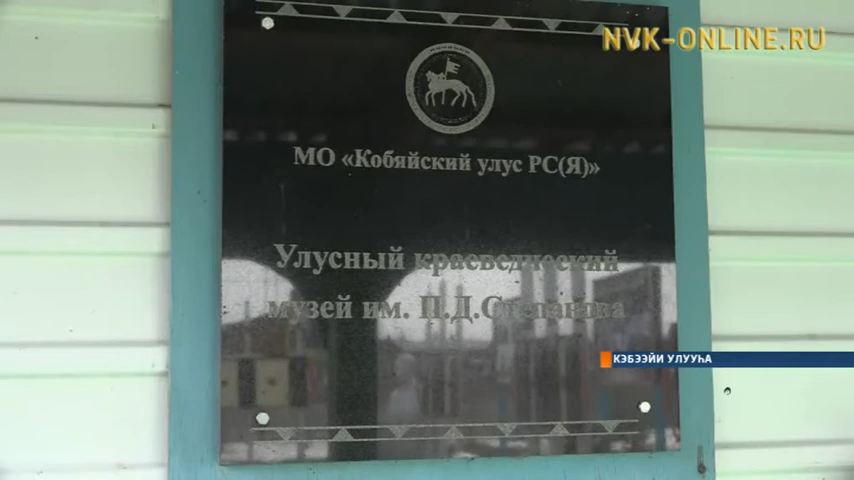 NVK-ONLINE.RU
МО «Кобяйский улус РС(Я)»
Улусный краеведческий
музей им. П.Д.Степанова
КЭБЭЭЙИ УЛУУҺА